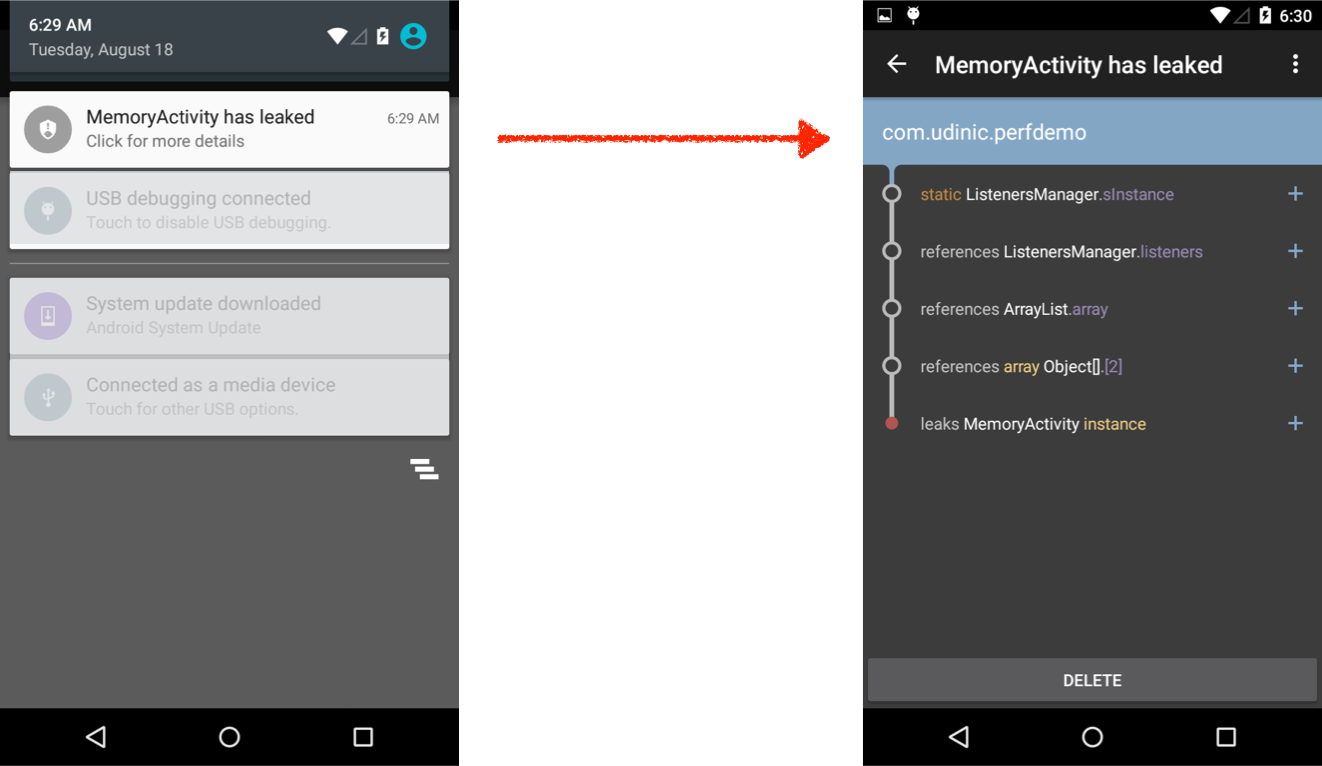 6:29 AM
Tuesday, August 18
MemoryActivity has leaked
6:29 AM
Click for more details
USB debugging connected
Touch to disable USB debugging.
System update downloaded
Android System Update
Connected as a media device
Touch for other USB options.
6:30
MemoryActivity has leaked
com.udinic.perfdemo
static ListenersManager.sInstance
references ListenersManager.listeners
references ArrayList.array
references array Object[].[2]
leaks MemoryActivity instance
DELETE